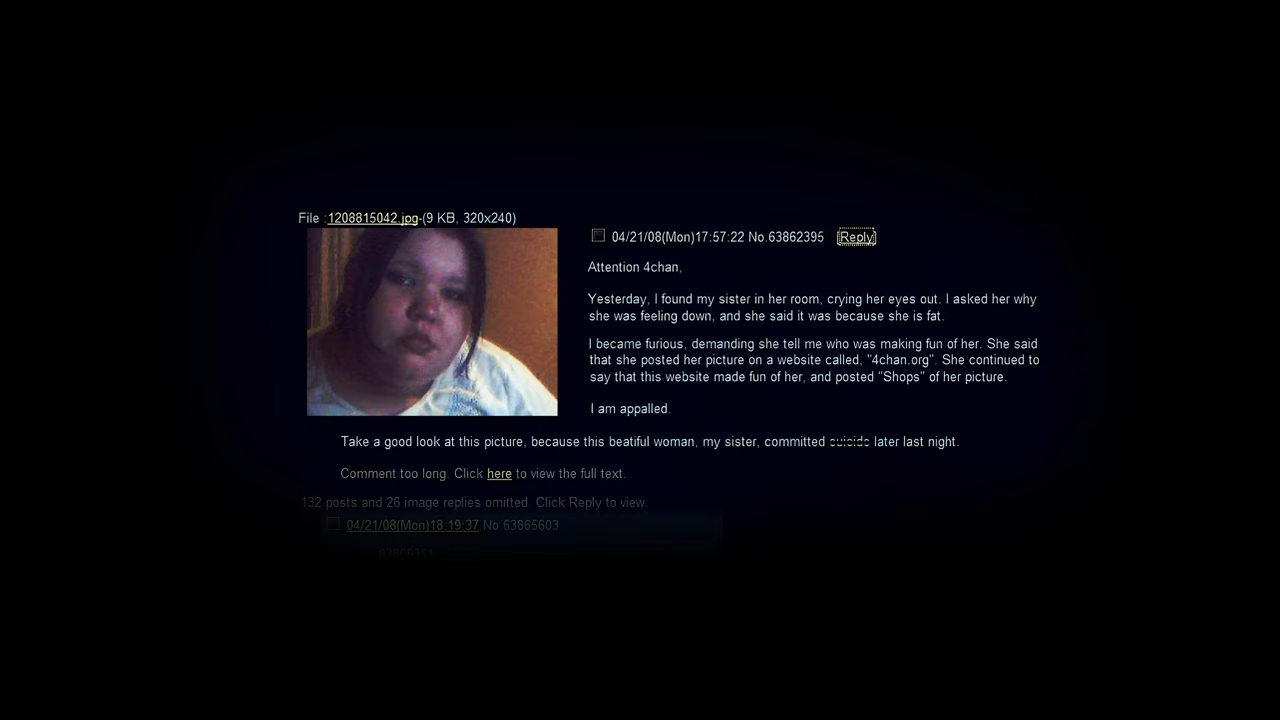 File :1208815042.jpg-(9 KB, 320x240)
04/21/08(Mon)17:57:22 No.63862395 [Reply]
Attention 4chan,
Yesterday, I found my sister in her room, crying her eyes out. I asked her why
she was feeling down, and she said it was because she is fat.
I became furious, demanding she tell me who was making fun of her. She said
that she posted her picture on a website called, "4chan.org". She continued to
say that this website made fun of her, and posted "Shops" of her picture.
I am appalled.
Take a good look at this picture, because this beatiful woman, my sister, committed suicide later last night.
Comment too long. Click here to view the full text.
132 posts and 26 image replies omitted. Click Reply to view.
04/21/08(Mon)18:19:37 No 63865603